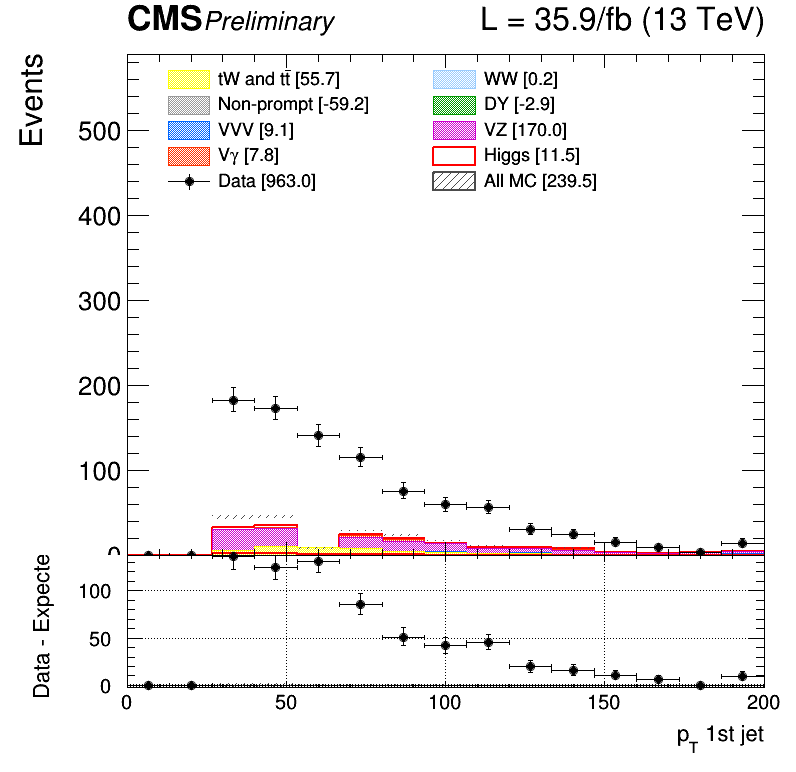 CMS Preliminary L = 35.9/fb (13 TeV)
Events
tW and tt̄ [55.7] WW [0.2]
Non-prompt [-59.2] DY [-2.9]
VVV [9.1] VZ [170.0]
Vγ [7.8] Higgs [11.5]
Data [963.0] All MC [239.5]
500
400
300
200
100
0
Data - Expecte
100
50
0
0 50 100 150 200
p_T 1st jet